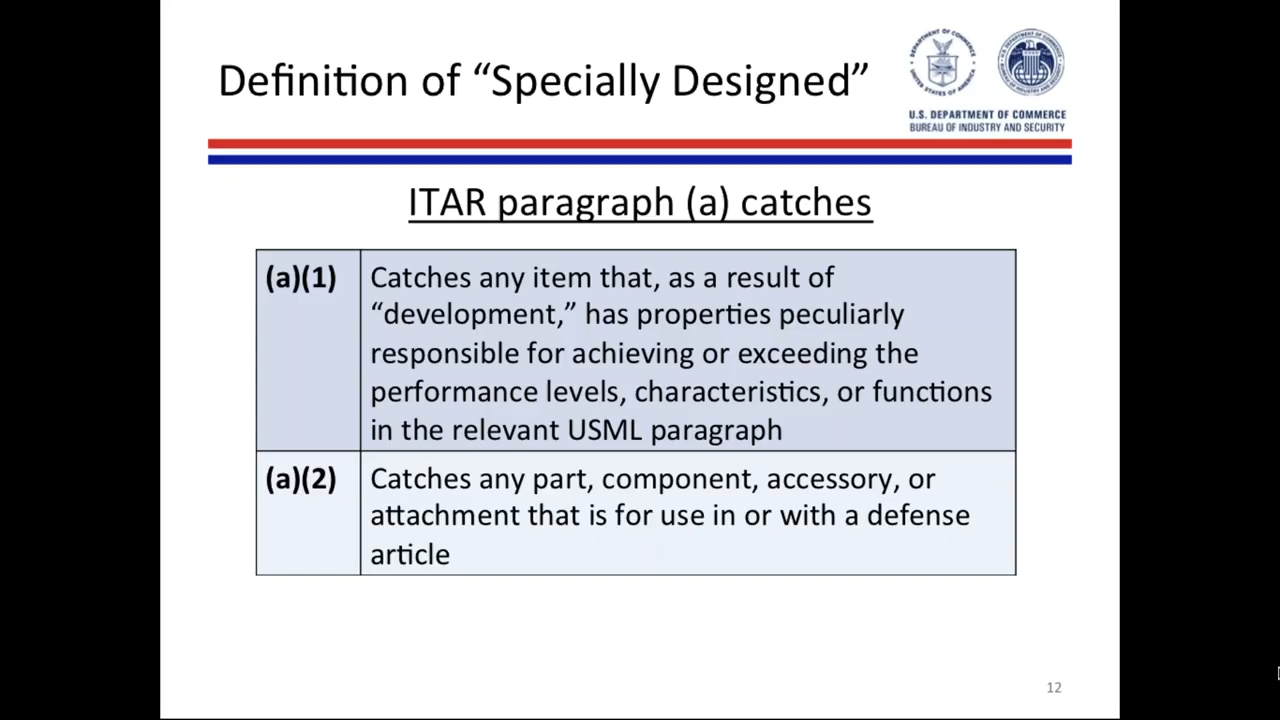 Definition of “Specially Designed”
U.S. DEPARTMENT OF COMMERCE
BUREAU OF INDUSTRY AND SECURITY
ITAR paragraph (a) catches
(a)(1)
Catches any item that, as a result of
“development,” has properties peculiarly
responsible for achieving or exceeding the
performance levels, characteristics, or functions
in the relevant USML paragraph
(a)(2)
Catches any part, component, accessory, or
attachment that is for use in or with a defense
article
12